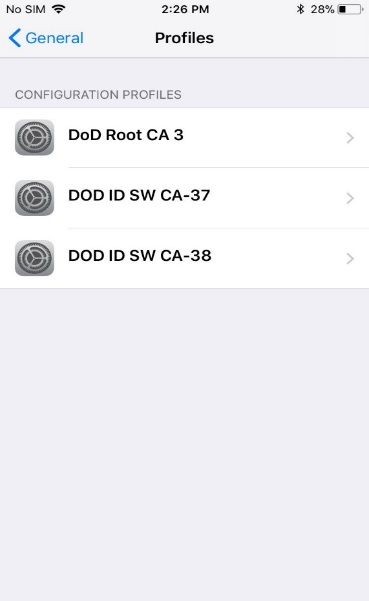 No SIM 2:26 PM 28%
General Profiles
CONFIGURATION PROFILES
DoD Root CA 3
DOD ID SW CA-37
DOD ID SW CA-38